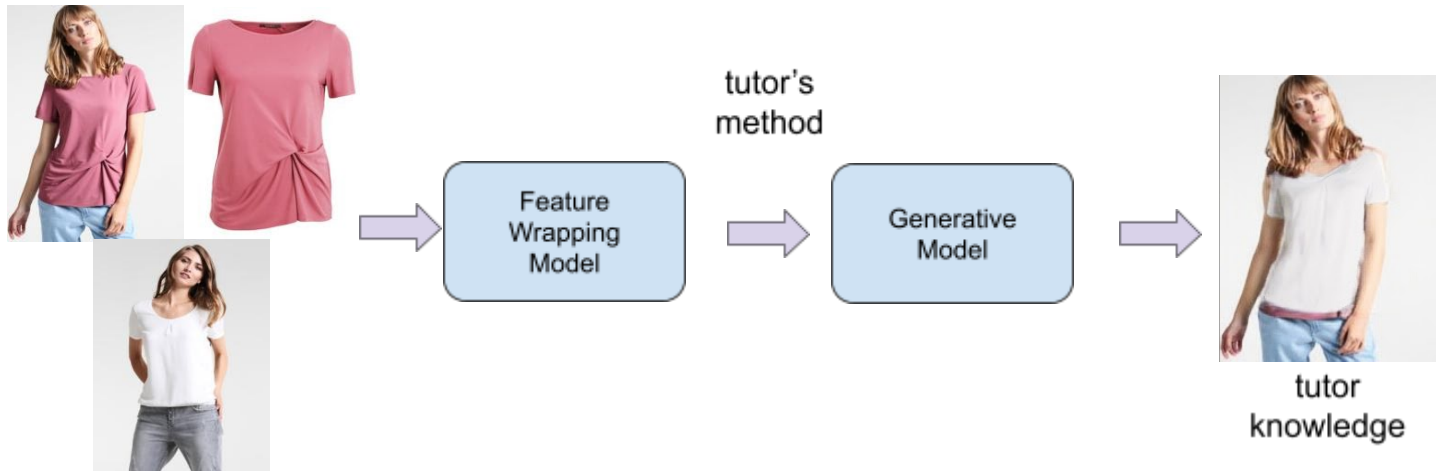 tutor's
method
Feature
Wrapping
Model
Generative
Model
tutor
knowledge